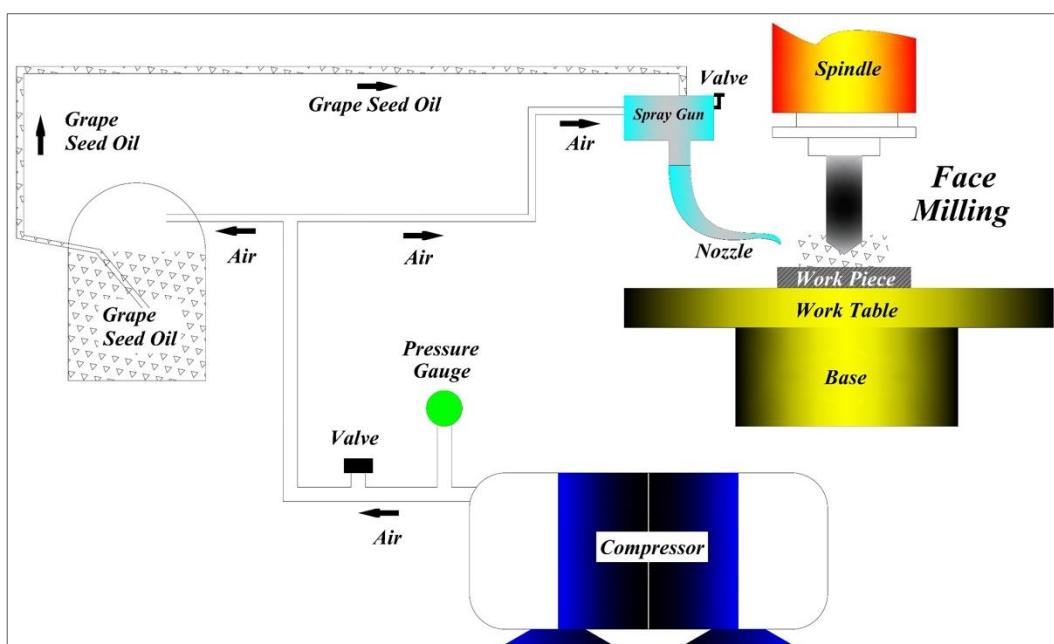 Valve
Spindle
Grape Seed Oil
Grape
Seed Oil
Spray Gun
Air
Face
Milling
Air
Air
Nozzle
Work Piece
Grape
Seed Oil
Work Table
Pressure
Gauge
Base
Valve
Air
Compressor